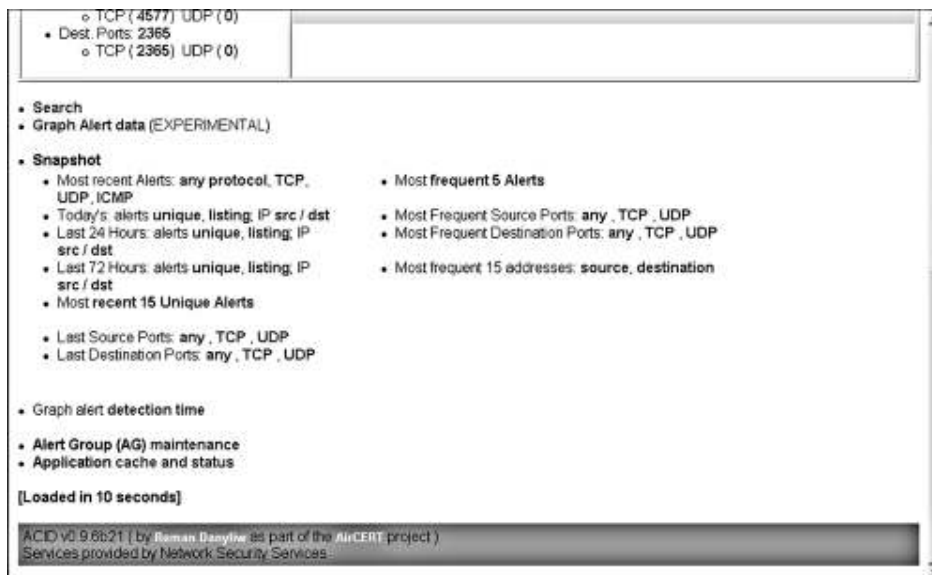 o TCP ( 4577) UDP ( 0)
• Dest. Ports: 2365
o TCP ( 2365) UDP ( 0)
• Search
• Graph Alert data (EXPERIMENTAL)
• Snapshot
• Most recent Alerts: any protocol, TCP,
UDP, ICMP
• Today's: alerts unique, listing; IP src / dst
• Last 24 Hours: alerts unique, listing; IP
src / dst
• Last 72 Hours: alerts unique, listing; IP
src / dst
• Most recent 15 Unique Alerts
• Last Source Ports: any , TCP , UDP
• Last Destination Ports: any , TCP , UDP
• Most frequent 5 Alerts
• Most Frequent Source Ports: any , TCP , UDP
• Most Frequent Destination Ports: any , TCP , UDP
• Most frequent 15 addresses: source, destination
• Graph alert detection time
• Alert Group (AG) maintenance
• Application cache and status
[Loaded in 10 seconds]
ACID v0.9.6b21 ( by Roman Danyliw as part of the AirCERT project )
Services provided by Network Security Services